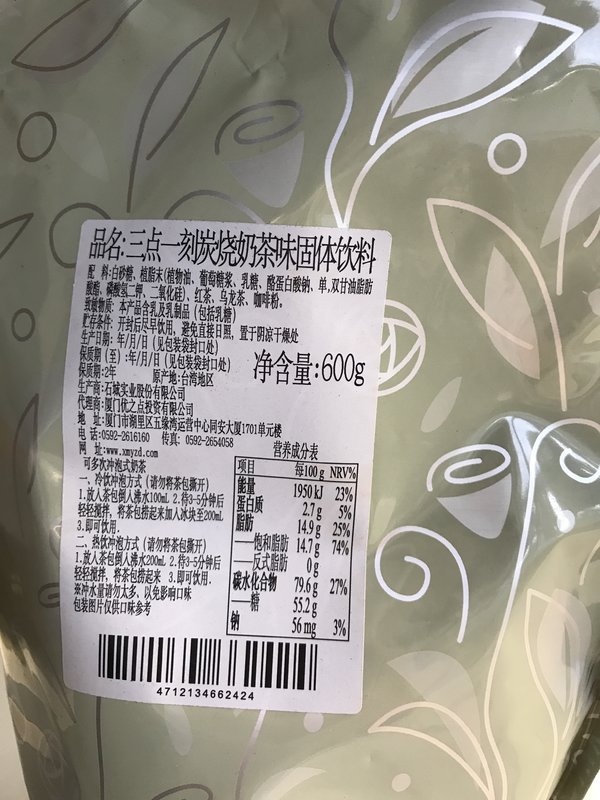 品名:三点一刻炭烧奶茶味固体饮料
配 料:白砂糖、植脂末(植物油、葡萄糖浆、乳糖、酪蛋白酸钠、单,双甘油脂肪
酸酯、磷酸氢二钾、二氧化硅)、红茶、乌龙茶、咖啡粉。
致敏物质: 本产品含乳及乳制品 (包括乳糖)
贮存条件: 开封后尽早饮用, 避免直接日照, 置于阴凉干燥处
生产日期: 年/月/日 (见包装袋封口处)
保质期 (至) :年/月/日 (见包装袋封口处)
保质期:2年 原产地:台湾地区
净含量:600g
生产商:石城实业股份有限公司
代理商:厦门优之点投资有限公司
地 址:厦门市湖里区五缘湾运营中心同安大厦1701单元楼
电 话:0592-2616160 传真: 0592-2654058
网 址:www.xmyzd.com
可多次冲泡式奶茶
一、冷饮冲泡方式 (请勿将茶包撕开)
1.放入茶包倒入沸水100mL 2.待3-5分钟后
轻轻搅拌, 将茶包捞起来加入冰块至200mL
3.即可饮用.
二、热饮冲泡方式 (请勿将茶包撕开)
1.放入茶包倒入沸水200mL 2.待3-5分钟后
轻轻搅拌, 将茶包捞起来 3.即可饮用.
※冲水量请勿太多、以免影响口味
包装图片仅供口味参考
营养成分表
项目 每100 g NRV%
能量 1950 kJ 23%
蛋白质 2.7 g 5%
脂肪 14.9 g 25%
——饱和脂肪 14.7 g 74%
——反式脂肪 0 g
碳水化合物 79.6 g 27%
——糖 55.2 g
钠 56 mg 3%
4712134662424